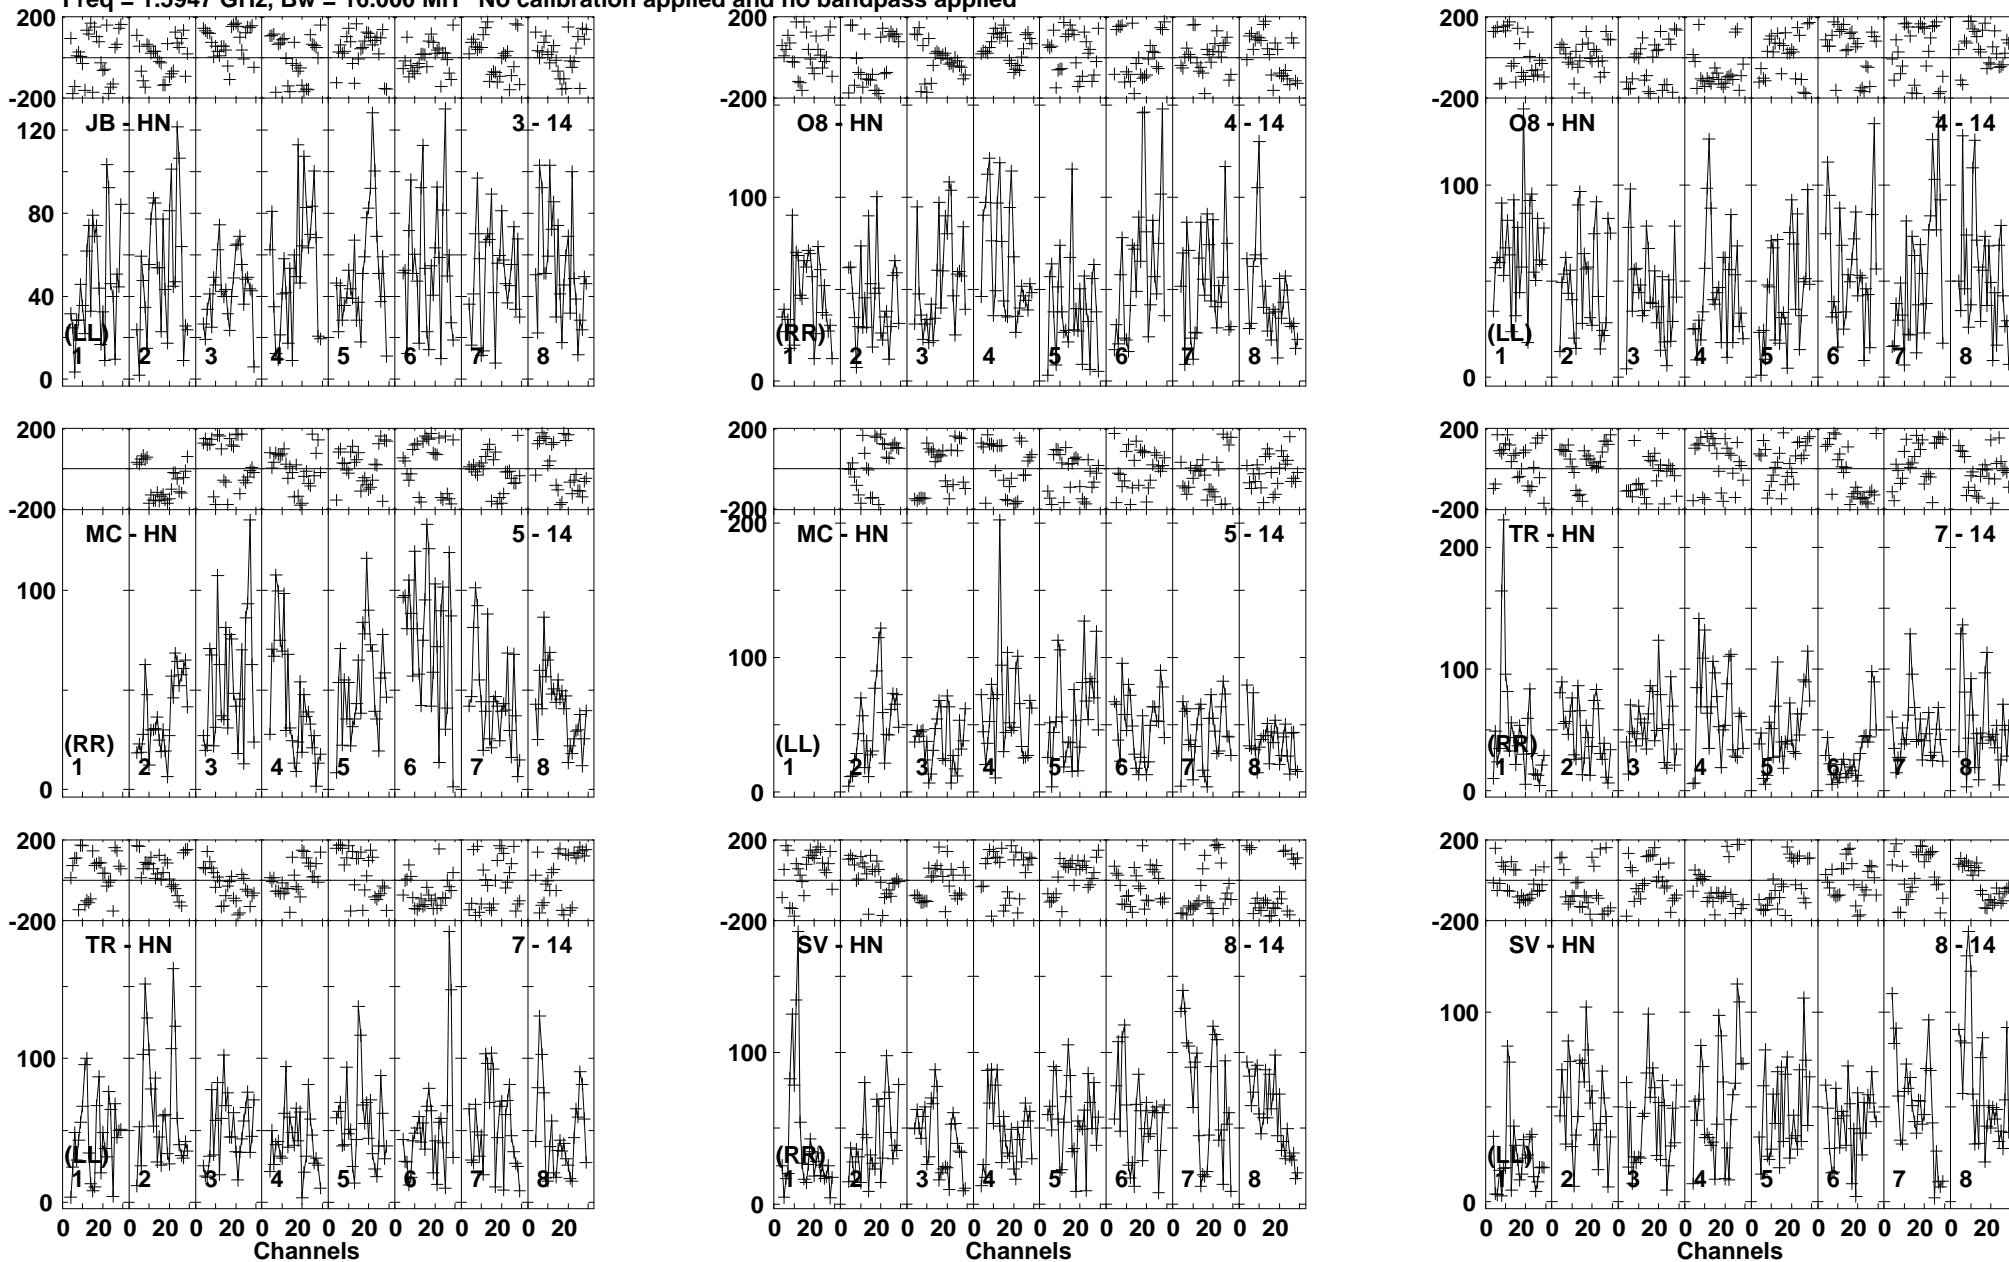 Freq = 1.5947 GHz, Bw = 16.000 MH No calibration applied and no bandpass applied
200 200 200
-200 -200 -200
JB - HN 3 - 14 O8 - HN 4 - 14 O8 - HN 4 - 14
120
100 100
80
40
(LL) (RR) (LL)
1 2 3 4 5 6 7 8 1 2 3 4 5 6 7 8 1 2 3 4 5 6 7 8
0 0 0
200 200 200
-200 -200 -200
200
MC - HN 5 - 14 MC - HN 5 - 14 TR - HN 7 - 14
200
100 100 100
(RR) (LL) (RR)
1 2 3 4 5 6 7 8 1 2 3 4 5 6 7 8 1 2 3 4 5 6 7 8
0 0 0
200 200 200
-200 -200 -200
TR - HN 7 - 14 SV - HN 8 - 14 SV - HN 8 - 14
100 100 100
(LL) (RR) (LL)
1 2 3 4 5 6 7 8 1 2 3 4 5 6 7 8 1 2 3 4 5 6 7 8
0 0 0
0 20 0 20 0 20 0 20 0 20 0 20 0 20 0 20 0 20 0 20 0 20 0 20 0 20 0 20 0 20 0 20 0 20 0 20 0 20 0 20 0 20 0 20 0 20 0 20
Channels Channels Channels